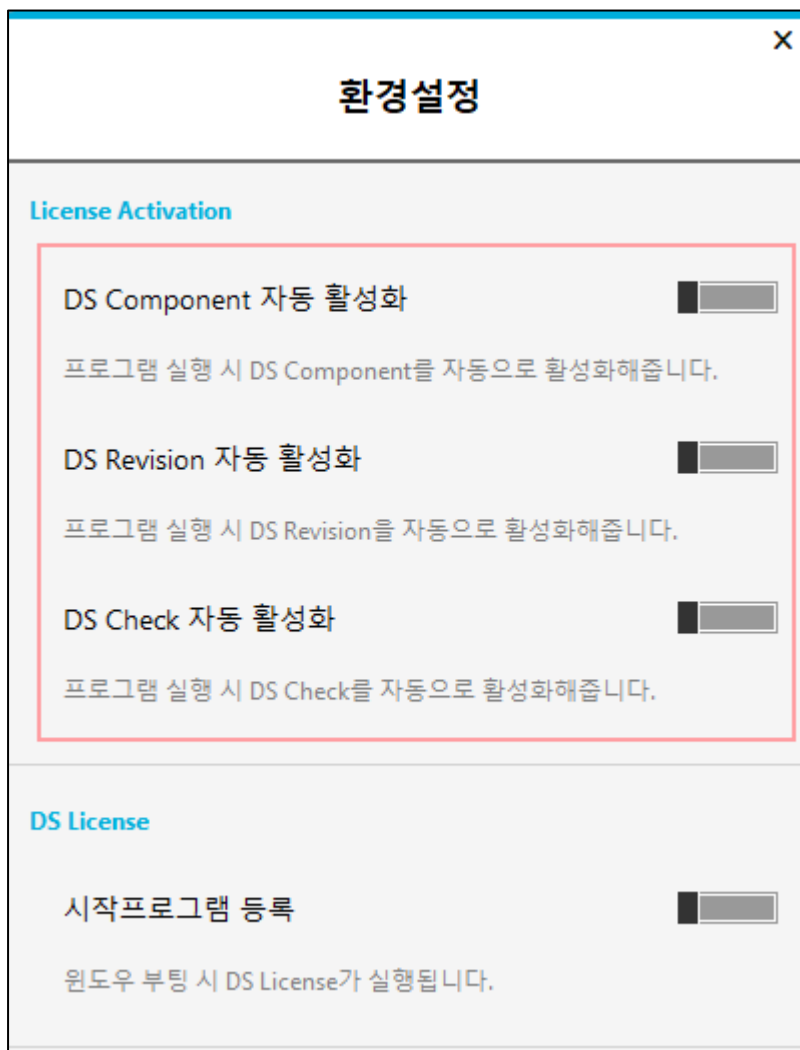 환경설정
License Activation
DS Component 자동 활성화
프로그램 실행 시 DS Component를 자동으로 활성화해줍니다.
DS Revision 자동 활성화
프로그램 실행 시 DS Revision을 자동으로 활성화해줍니다.
DS Check 자동 활성화
프로그램 실행 시 DS Check를 자동으로 활성화해줍니다.
DS License
시작프로그램 등록
윈도우 부팅 시 DS License가 실행됩니다.